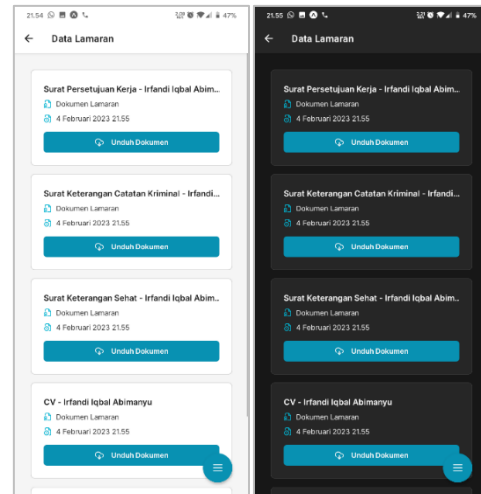 21.54
47%
Data Lamaran
Surat Persetujuan Kerja - Irfandi Iqbal Abim...
Dokumen Lamaran
4 Februari 2023 21.55
Unduh Dokumen
Surat Keterangan Catatan Kriminal - Irfandi...
Dokumen Lamaran
4 Februari 2023 21.55
Unduh Dokumen
Surat Keterangan Sehat - Irfandi Iqbal Abim...
Dokumen Lamaran
4 Februari 2023 21.55
Unduh Dokumen
CV - Irfandi Iqbal Abimanyu
Dokumen Lamaran
4 Februari 2023 21.55
Unduh Dokumen
21.55
47%
Data Lamaran
Surat Persetujuan Kerja - Irfandi Iqbal Abim...
Dokumen Lamaran
4 Februari 2023 21.55
Unduh Dokumen
Surat Keterangan Catatan Kriminal - Irfandi...
Dokumen Lamaran
4 Februari 2023 21.55
Unduh Dokumen
Surat Keterangan Sehat - Irfandi Iqbal Abim...
Dokumen Lamaran
4 Februari 2023 21.55
Unduh Dokumen
CV - Irfandi Iqbal Abimanyu
Dokumen Lamaran
4 Februari 2023 21.55
Unduh Dokumen